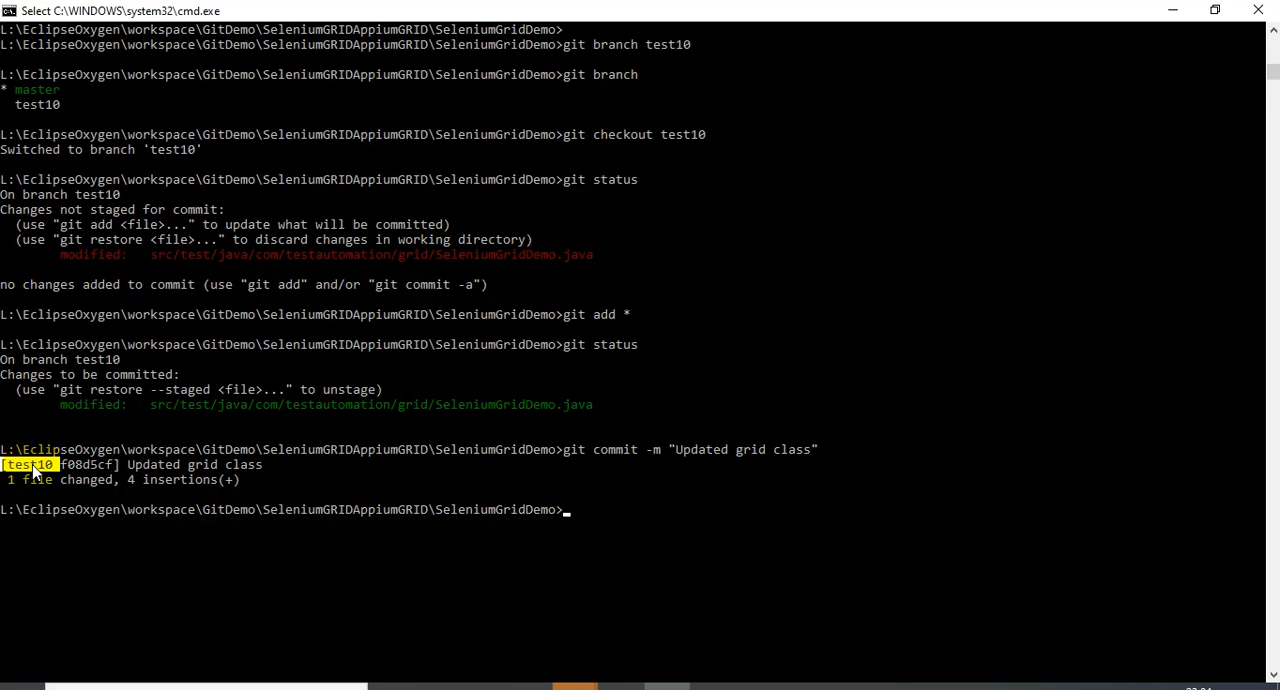 Select C:\WINDOWS\system32\cmd.exe
L:\EclipseOxygen\workspace\GitDemo\SeleniumGRIDAppiumGRID\SeleniumGridDemo>
L:\EclipseOxygen\workspace\GitDemo\SeleniumGRIDAppiumGRID\SeleniumGridDemo>git branch test10
L:\EclipseOxygen\workspace\GitDemo\SeleniumGRIDAppiumGRID\SeleniumGridDemo>git branch
* master
test10
L:\EclipseOxygen\workspace\GitDemo\SeleniumGRIDAppiumGRID\SeleniumGridDemo>git checkout test10
Switched to branch 'test10'
L:\EclipseOxygen\workspace\GitDemo\SeleniumGRIDAppiumGRID\SeleniumGridDemo>git status
On branch test10
Changes not staged for commit:
(use "git add <file>..." to update what will be committed)
(use "git restore <file>..." to discard changes in working directory)
modified:   src/test/java/com/testautomation/grid/SeleniumGridDemo.java
no changes added to commit (use "git add" and/or "git commit -a")
L:\EclipseOxygen\workspace\GitDemo\SeleniumGRIDAppiumGRID\SeleniumGridDemo>git add *
L:\EclipseOxygen\workspace\GitDemo\SeleniumGRIDAppiumGRID\SeleniumGridDemo>git status
On branch test10
Changes to be committed:
(use "git restore --staged <file>..." to unstage)
modified:   src/test/java/com/testautomation/grid/SeleniumGridDemo.java
L:\EclipseOxygen\workspace\GitDemo\SeleniumGRIDAppiumGRID\SeleniumGridDemo>git commit -m "Updated grid class"
[test10 f08d5cf] Updated grid class
1 file changed, 4 insertions(+)
L:\EclipseOxygen\workspace\GitDemo\SeleniumGRIDAppiumGRID\SeleniumGridDemo>